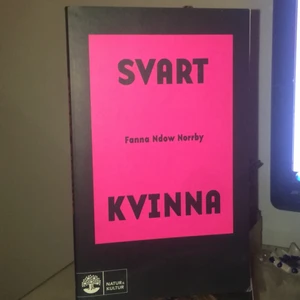 SVART
Fanna Ndow Norrby
KVINNA
NATUR &
KULTUR